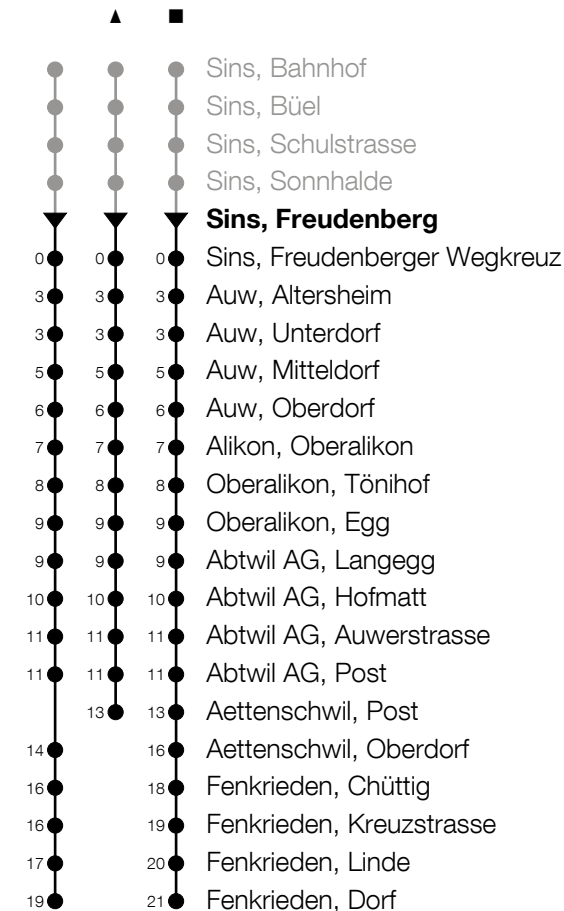 ▲ ■
Sins, Bahnhof
Sins, Büel
Sins, Schulstrasse
Sins, Sonnhalde
Sins, Freudenberg
0 0 0 Sins, Freudenberger Wegkreuz
3 3 3 Auw, Altersheim
3 3 3 Auw, Unterdorf
5 5 5 Auw, Mitteldorf
6 6 6 Auw, Oberdorf
7 7 7 Alikon, Oberalikon
8 8 8 Oberalikon, Tönihof
9 9 9 Oberalikon, Egg
9 9 9 Abtwil AG, Langegg
10 10 10 Abtwil AG, Hofmatt
11 11 11 Abtwil AG, Auwerstrasse
11 11 11 Abtwil AG, Post
13 13 Aettenschwil, Post
14 16 Aettenschwil, Oberdorf
16 18 Fenkrieden, Chüttig
16 19 Fenkrieden, Kreuzstrasse
17 20 Fenkrieden, Linde
19 21 Fenkrieden, Dorf